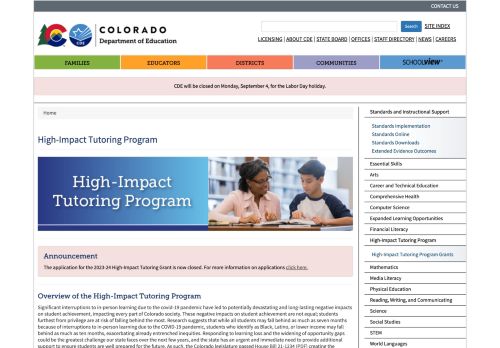 CONTACT US
COLORADO
Department of Education
CDE
Search
SITE INDEX
LICENSING | ABOUT CDE | STATE BOARD | OFFICES | STAFF DIRECTORY | NEWS | CAREERS
FAMILIES
EDUCATORS
DISTRICTS
COMMUNITIES
SCHOOLVIEW
CDE will be closed on Monday, September 4, for the Labor Day holiday.
Home
High-Impact Tutoring Program
High-Impact
Tutoring Program
Announcement
The application for the 2023-24 High-Impact Tutoring Grant is now closed. For more information on applications click here.
Overview of the High-Impact Tutoring Program
Significant interruptions to in person learning due to the covid-19 pandemic have led to potentially devastating and long-lasting negative impacts
on student achievement, impacting every part of society. These negative impacts on student achievement are not equal; students
furthest from privilege are at risk of falling behind the most. Research suggests that while all students may fall behind as much as seven months
because of interruptions to in-person learning due to the COVID-19 pandemic, students who identify as Black, Latino, or lower income may fall
behind as much as ten months, exacerbating already entrenched inequities. Responding to learning loss and the widening of opportunity gaps
could be the greatest challenge our state faces over the next few years, and the state has an urgent and immediate need to provide additional
support to ensure students are well prepared for the future. As such, the Colorado legislature passed House Bill 21-1234 (PDF) creating the
Standards and Instructional Support
Standards Implementation
Standards Online
Standards Downloads
Extended Evidence Outcomes
Essential Skills
Arts
Career and Technical Education
Comprehensive Health
Computer Science
Expanded Learning Opportunities
Financial Literacy
High-Impact Tutoring Program
High-Impact Tutoring Program Grants
Mathematics
Media Literacy
Physical Education
Reading, Writing, and Communicating
Science
Social Studies
STEM
World Languages